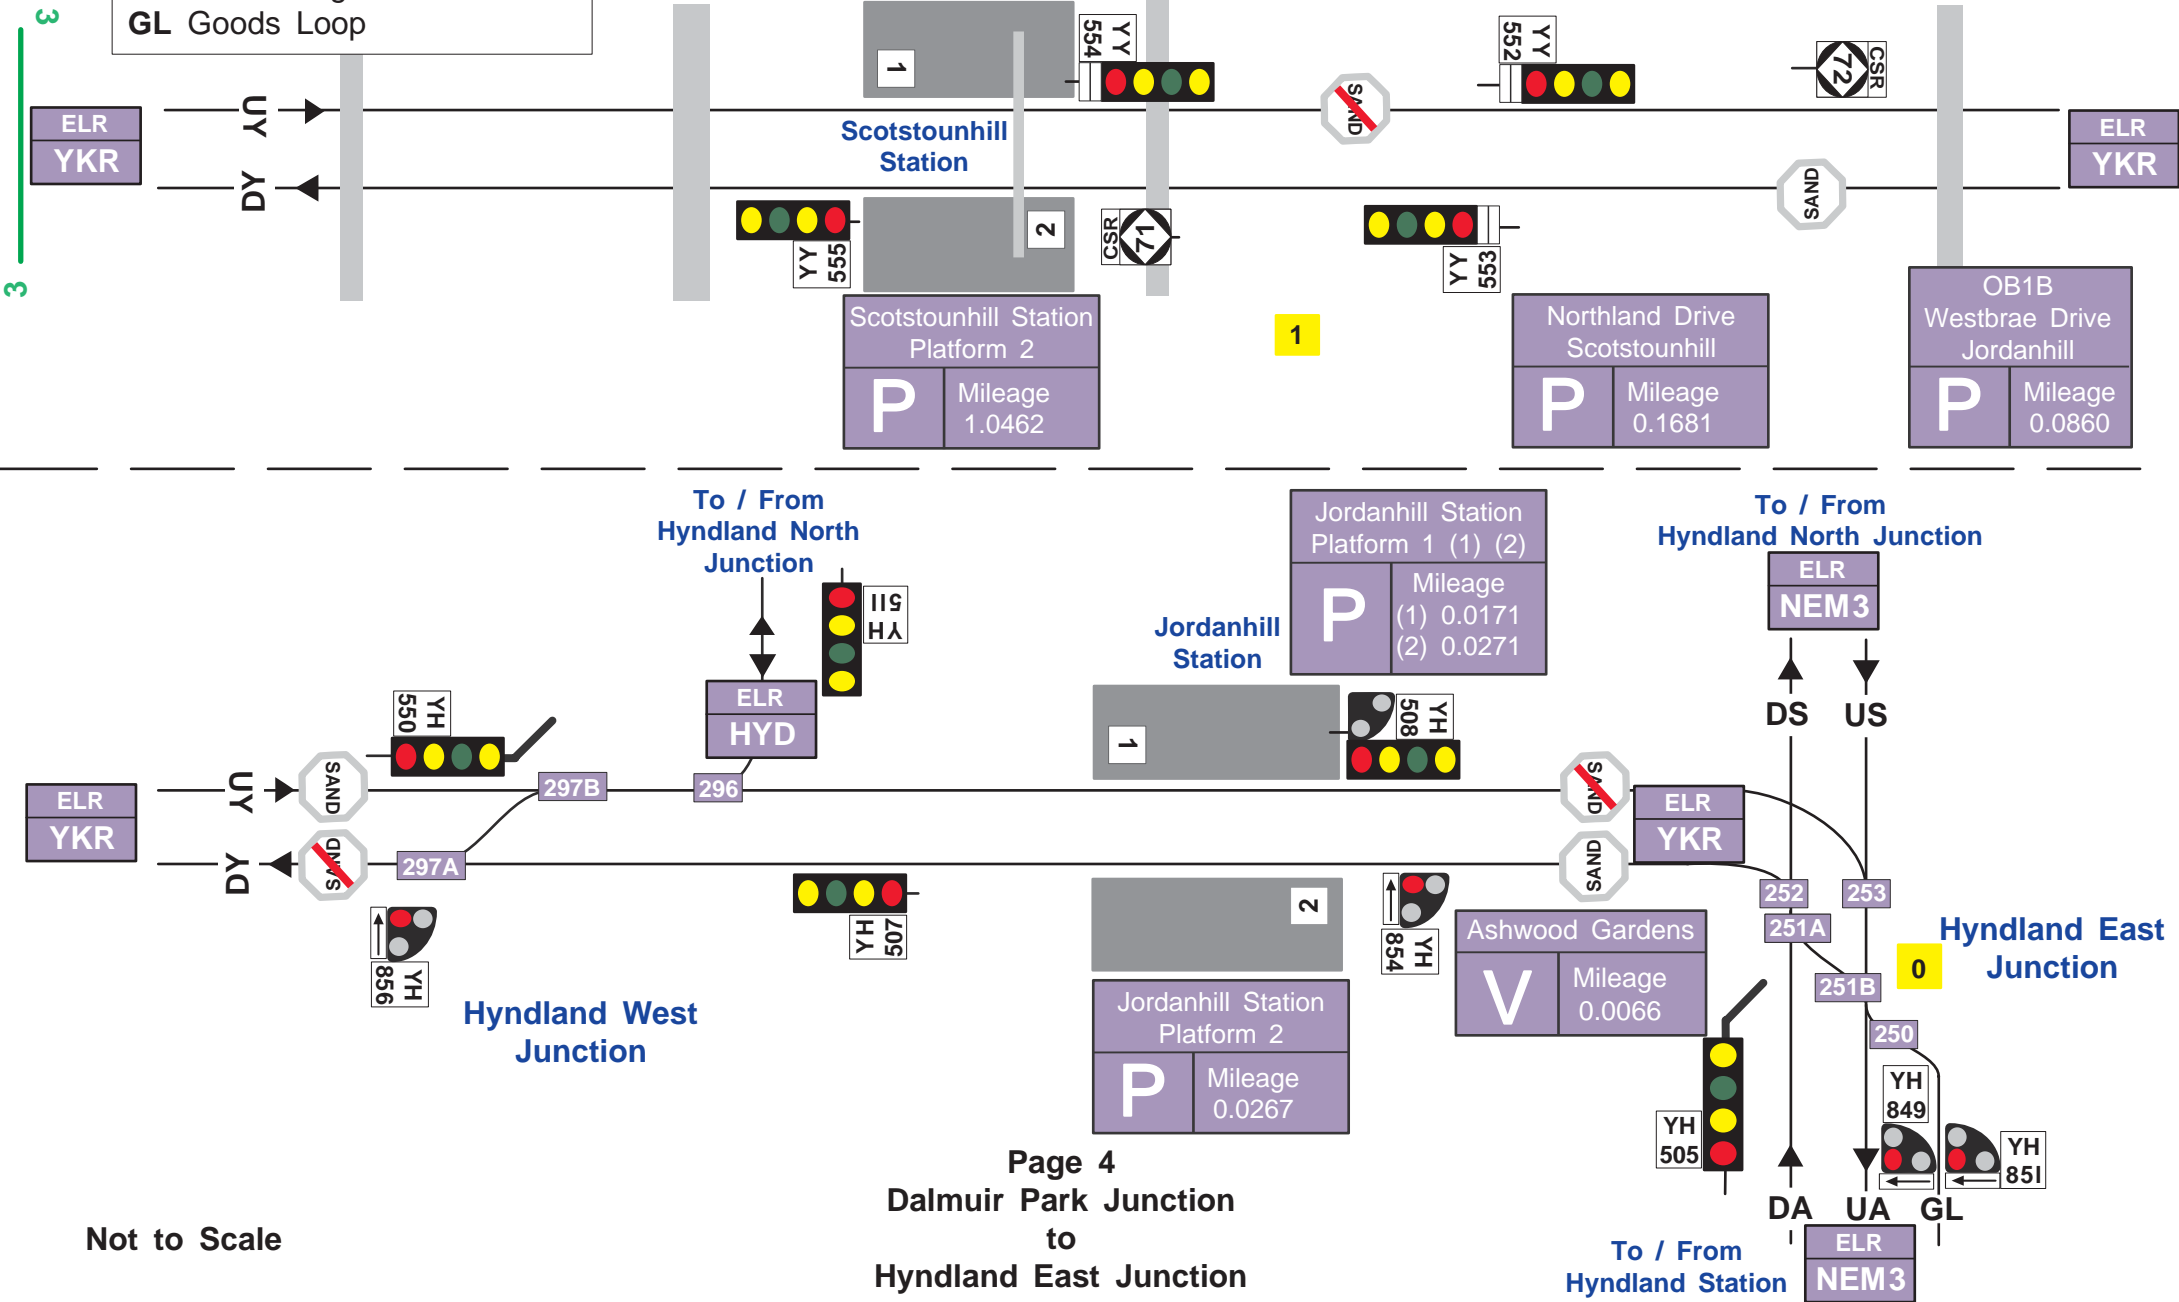 GL Goods Loop
3
3
ELR
YKR
UY
DY
1
Scotstounhill
Station
2
YY
554
YY
555
CSR
71
SAND
YY
552
YY
553
CSR
72
SAND
ELR
YKR
Scotstounhill Station
Platform 2
P
Mileage
1.0462
1
Northland Drive
Scotstounhill
P
Mileage
0.1681
OB1B
Westbrae Drive
Jordanhill
P
Mileage
0.0860
To / From
Hyndland North
Junction
YH
511
ELR
HYD
YH
550
ELR
YKR
UY
DY
SAND
SAND
297B
296
297A
YH
856
Hyndland West
Junction
YH
507
Jordanhill
Station
Jordanhill Station
Platform 1 (1) (2)
P
Mileage
(1) 0.0171
(2) 0.0271
1
YH
508
2
YH
854
SAND
SAND
ELR
YKR
To / From
Hyndland North Junction
ELR
NEM3
DS
US
252
253
251A
251B
250
0
Hyndland East
Junction
Ashwood Gardens
V
Mileage
0.0066
Jordanhill Station
Platform 2
P
Mileage
0.0267
YH
505
YH
849
YH
851
DA
UA
GL
To / From
Hyndland Station
ELR
NEM3
Page 4
Dalmuir Park Junction
to
Hyndland East Junction
Not to Scale